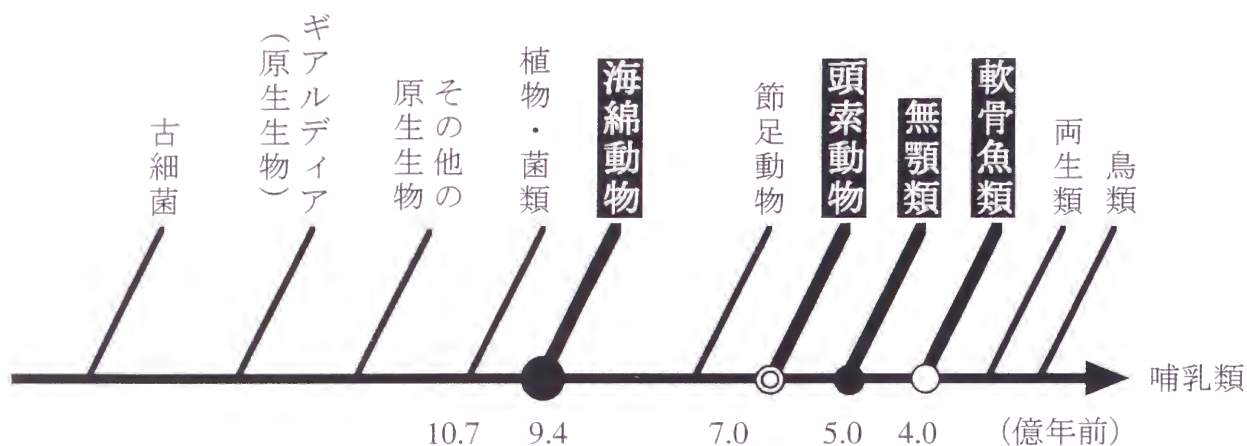 古細菌
ギアルディア
(原生生物)
その他の
原生生物
植物・菌類
海綿動物
節足動物
頭索動物
無顎類
軟骨魚類
両生類
鳥類
哺乳類
10.7 9.4 7.0 5.0 4.0 (億年前)